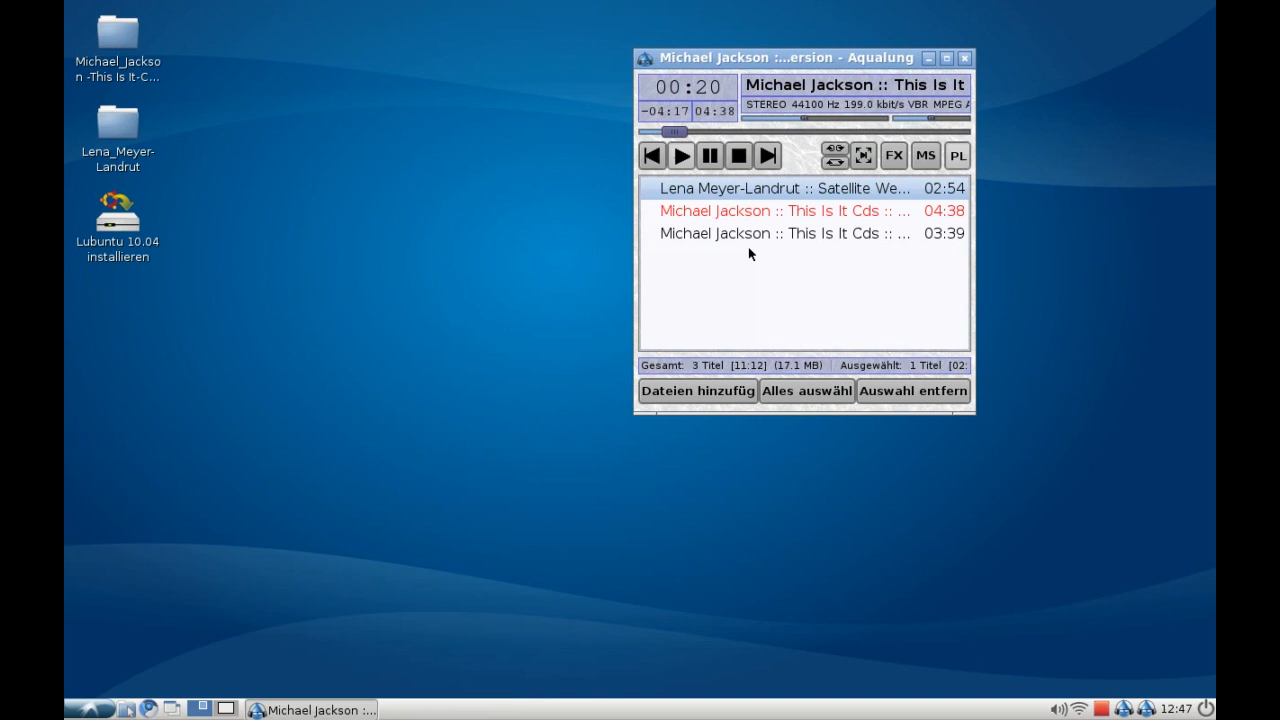 Michael_Jackso
n -This Is It-C...
Lena_Meyer-
Landrut
Lubuntu 10.04
installieren
Michael Jackson :...ersion - Aqualung
00:20
-04:17 04:38
Michael Jackson :: This Is It
STEREO 44100 Hz 199.0 kbit/s VBR MPEG
FX MS PL
Lena Meyer-Landrut :: Satellite We... 02:54
Michael Jackson :: This Is It Cds :: ... 04:38
Michael Jackson :: This Is It Cds :: ... 03:39
Gesamt: 3 Titel [11:12] (17.1 MB) Ausgewählt: 1 Titel [02:
Dateien hinzufüg Alles auswähl Auswahl entfern
Michael Jackson :... 12:47